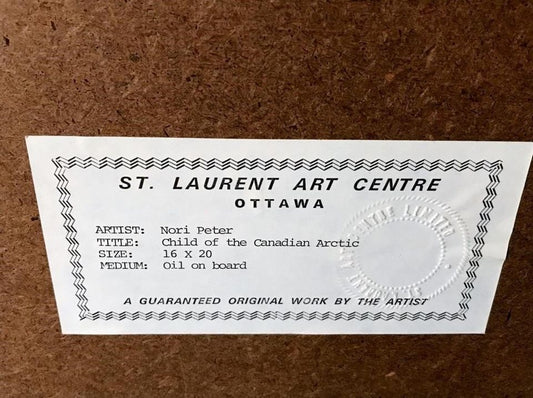 ST. LAURENT ART CENTRE
OTTAWA
ARTIST: Nori Peter
TITLE: Child of the Canadian Arctic
SIZE: 16 X 20
MEDIUM: Oil on board
A GUARANTEED ORIGINAL WORK BY THE ARTIST